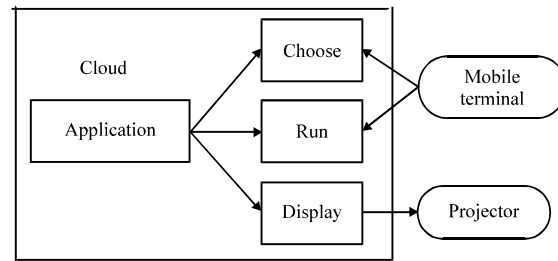 Cloud
Application
Choose
Run
Display
Mobile
terminal
Projector